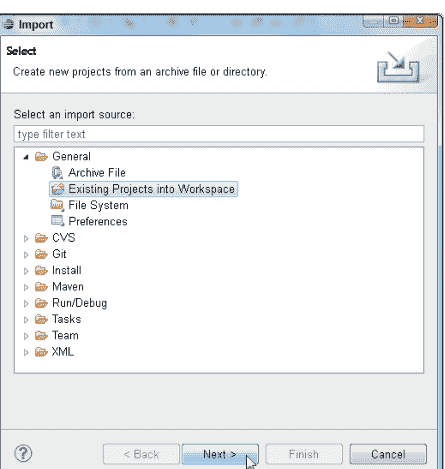 Import
Select
Create new projects from an archive file or directory.
Select an import source:
type filter text
General
Archive File
Existing Projects into Workspace
File System
Preferences
CVS
Git
Install
Maven
Run/Debug
Tasks
Team
XML
?
< Back
Next >
Finish
Cancel